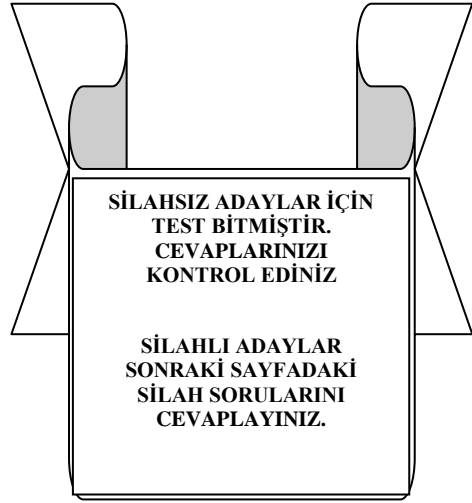 SİLAHSIZ ADAYLAR İÇİN
TEST BİTMİŞTİR.
CEVAPLARINIZI
KONTROL EDİNİZ
SİLAHLI ADAYLAR
SONRAKİ SAYFADAKİ
SİLAH SORULARINI
CEVAPLAYINIZ.